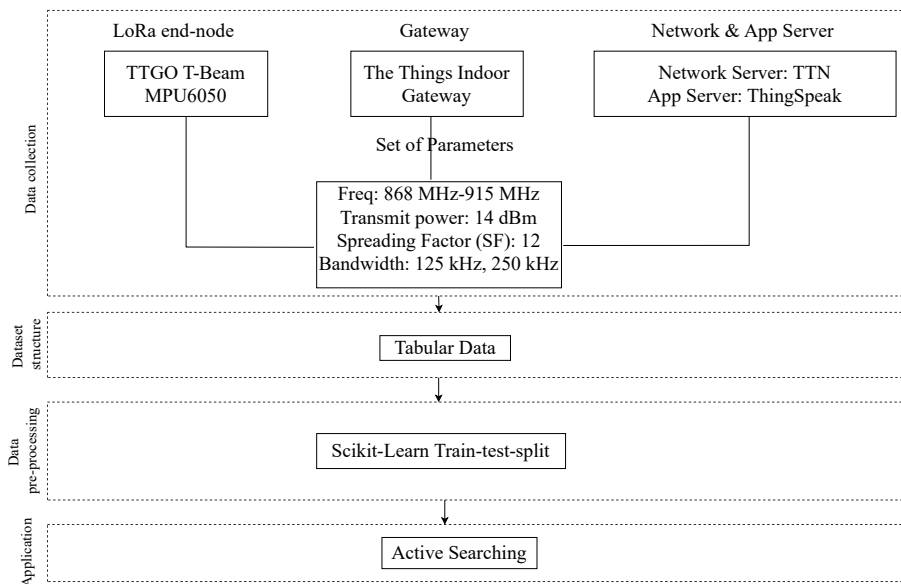 LoRa end-node
Gateway
Network & App Server
TTGO T-Beam
MPU6050
The Things Indoor
Gateway
Network Server: TTN
App Server: ThingSpeak
Data collection
Set of Parameters
Freq: 868 MHz-915 MHz
Transmit power: 14 dBm
Spreading Factor (SF): 12
Bandwidth: 125 kHz, 250 kHz
Dataset
structure
Tabular Data
Data
pre-processing
Scikit-Learn Train-test-split
Application
Active Searching